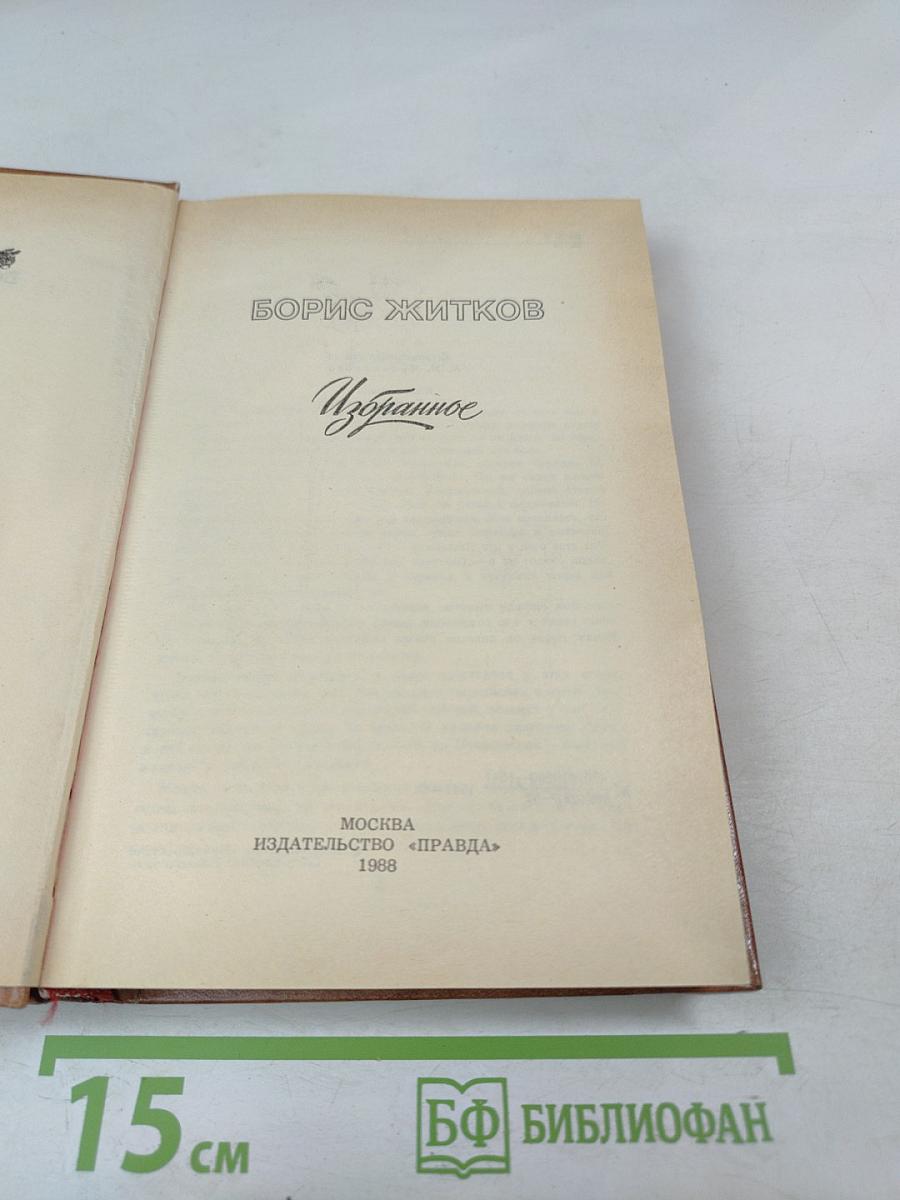 БОРИС ЖИТКОВ
Избранное
МОСКВА
ИЗДАТЕЛЬСТВО «ПРАВДА»
1988
15 см
БФ БИБЛИОФАН